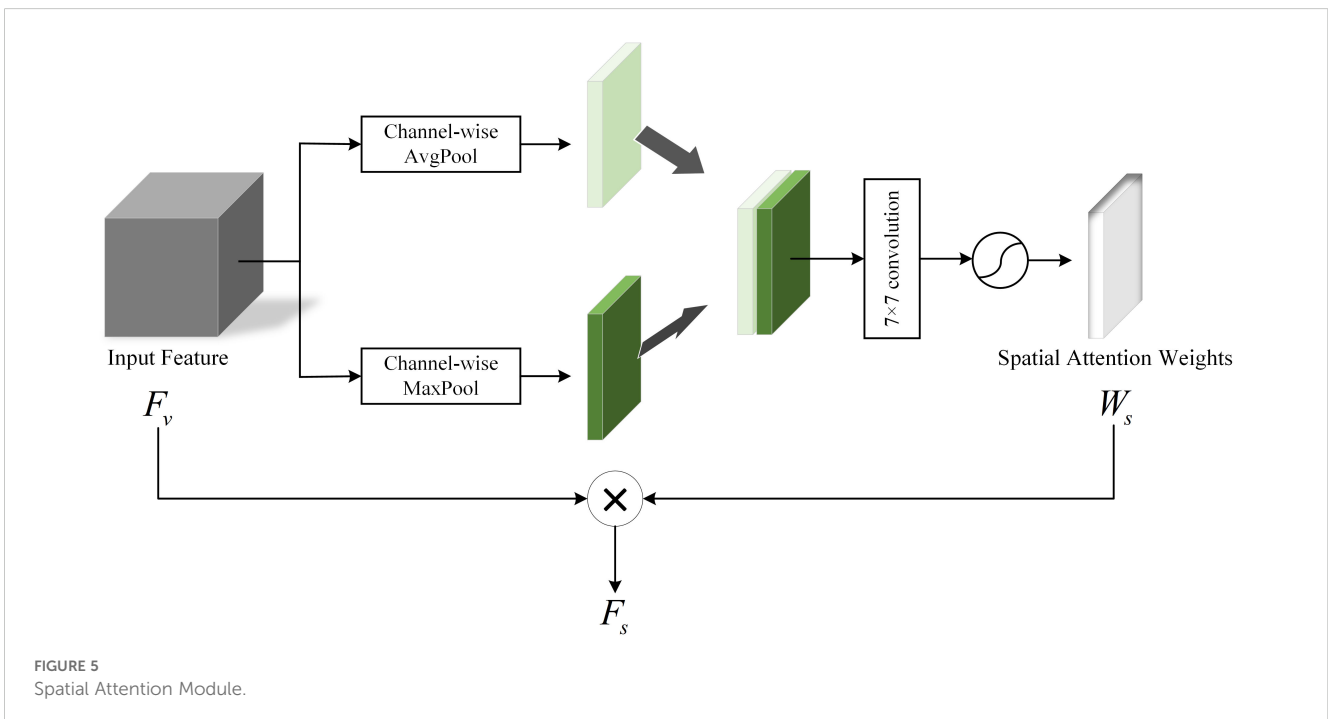 Channel-wise
AvgPool
7×7 convolution
Input Feature
Channel-wise
MaxPool
Spatial Attention Weights
F_v
W_s
F_s
FIGURE 5
Spatial Attention Module.